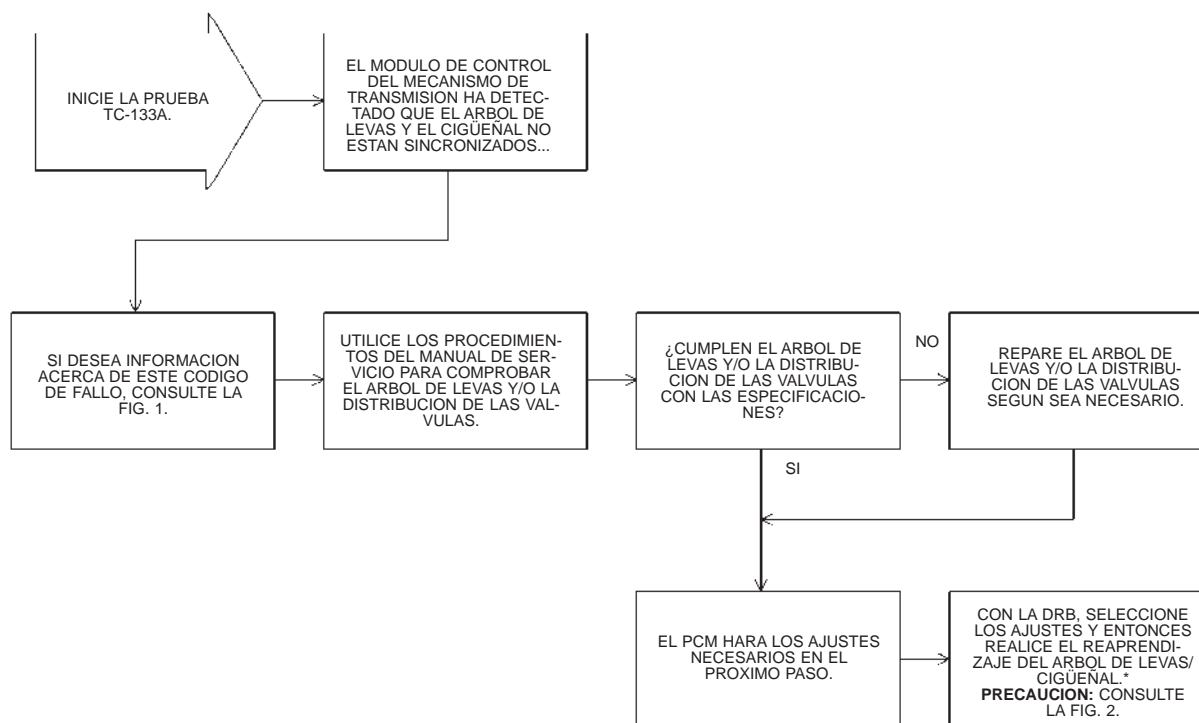 INICIE LA PRUEBA
TC-133A.
EL MODULO DE CONTROL
DEL MECANISMO DE
TRANSMISION HA DETEC-
TADO QUE EL ARBOL DE
LEVAS Y EL CIGÜEÑAL NO
ESTAN SINCRONIZADOS...
SI DESEA INFORMACION
ACERCA DE ESTE CODIGO
DE FALLO, CONSULTE LA
FIG. 1.
UTILICE LOS PROCEDIMIEN-
TOS DEL MANUAL DE SER-
VICIO PARA COMPROBAR
EL ARBOL DE LEVAS Y/O LA
DISTRIBUCION DE LAS VAL-
VULAS.
¿CUMPLEN EL ARBOL DE
LEVAS Y/O LA DISTRIBU-
CION DE LAS VALVULAS
CON LAS ESPECIFICACIO-
NES?
NO
REPARE EL ARBOL DE
LEVAS Y/O LA DISTRIBU-
CION DE LAS VALVULAS
SEGUN SEA NECESARIO.
SI
EL PCM HARA LOS AJUSTES
NECESARIOS EN EL
PROXIMO PASO.
CON LA DRB, SELECCIONE
LOS AJUSTES Y ENTONCES
REALICE EL REAPRENDI-
ZAJE DEL ARBOL DE LEVAS/
CIGÜEÑAL.*
PRECAUCION: CONSULTE
LA FIG. 2.